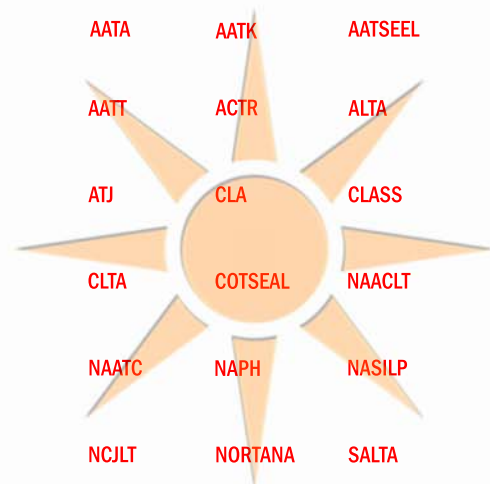 AATA AATK AATSEEL
AATT ACTR ALTA
ATJ CLA CLASS
CLTA COTSEAL NAACLT
NAATC NAPH NASILP
NCJLT NORTANA SALTA